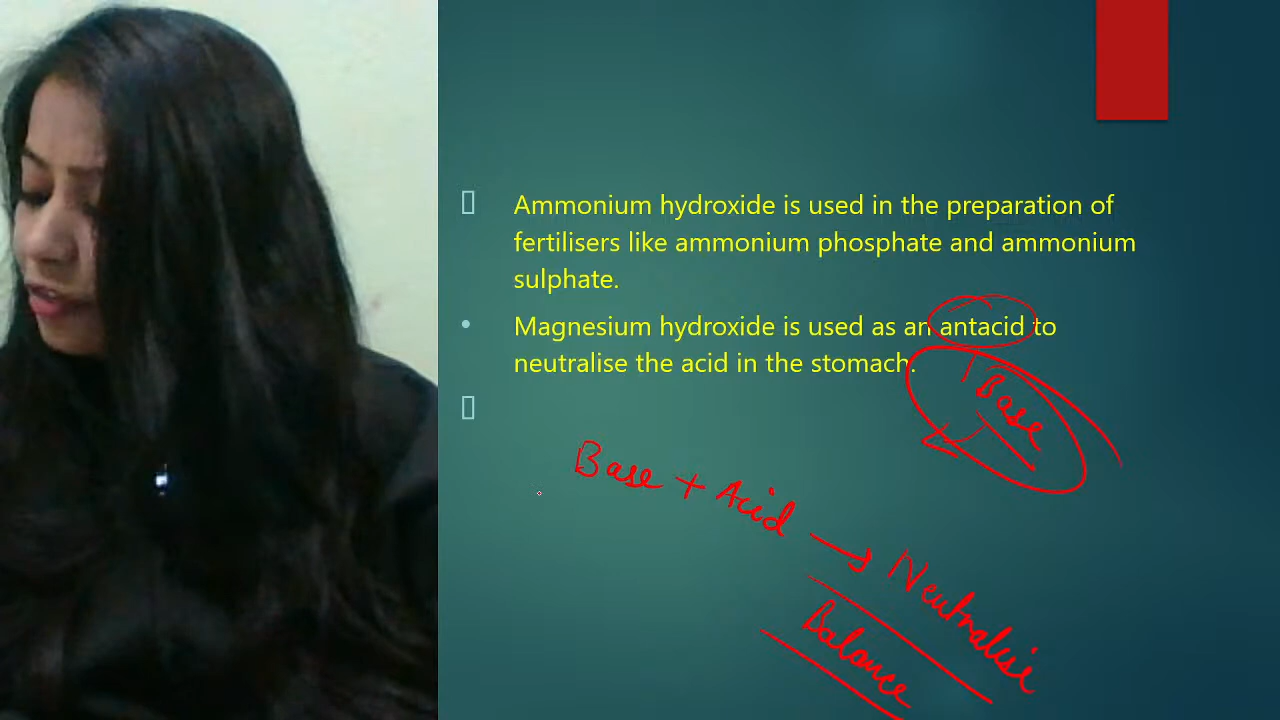 Ammonium hydroxide is used in the preparation of
fertilisers like ammonium phosphate and ammonium
sulphate.
• Magnesium hydroxide is used as an antacid to
neutralise the acid in the stomach.
Base
Base + Acid → Neutralise
Balance